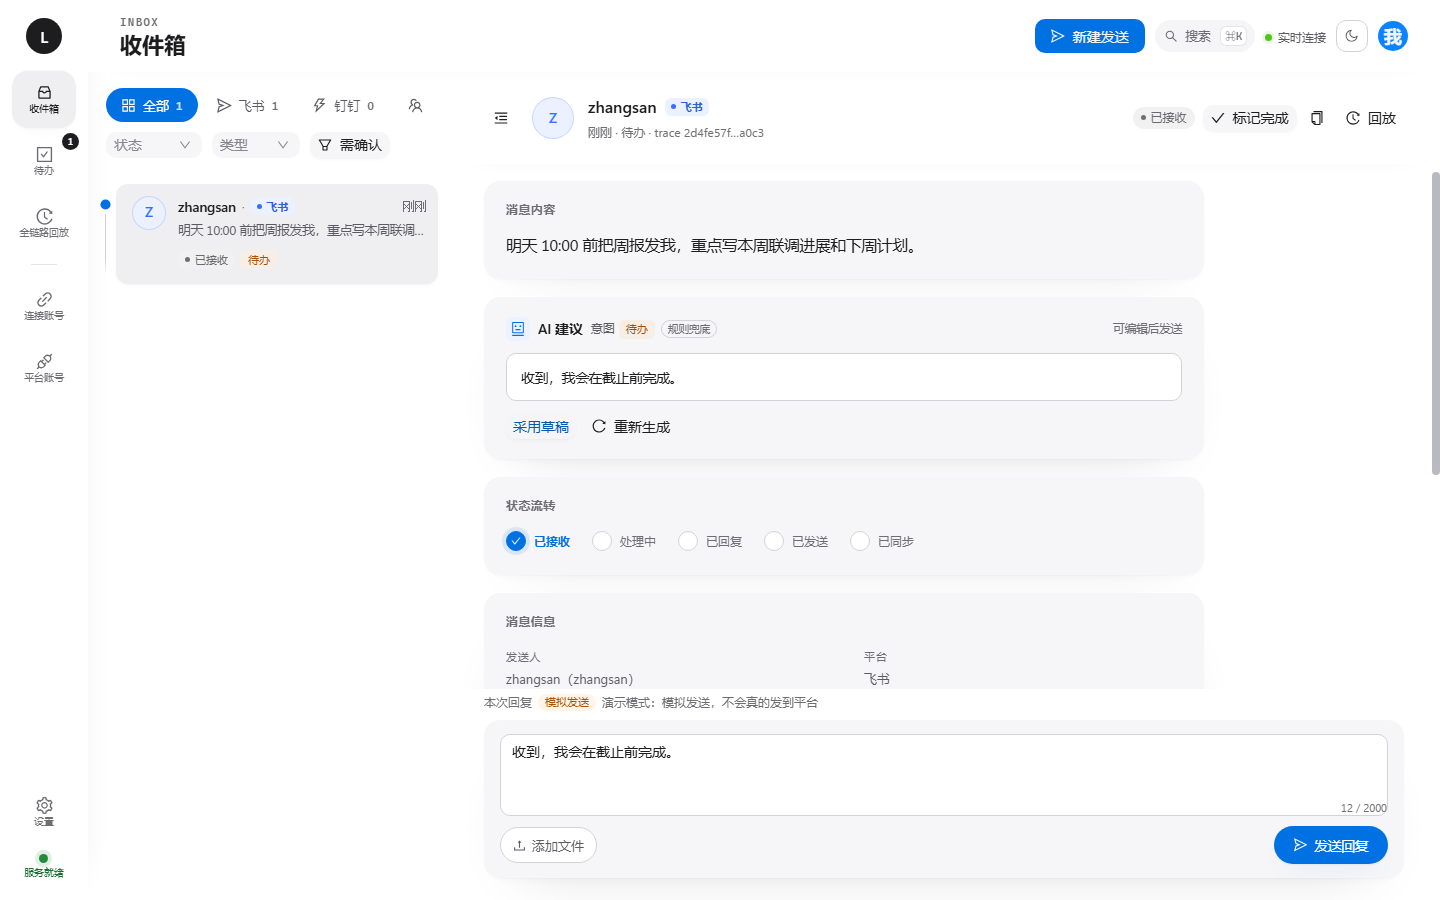 L
INBOX
收件箱
新建发送
搜索
⌘K
实时连接
我
收件箱
1
待办
全链路回放
连接账号
平台账号
设置
服务就绪
全部 1
飞书 1
钉钉 0
状态
类型
需确认
Z
zhangsan · 飞书
刚刚
明天 10:00 前把周报发我，重点写本周联调...
已接收
待办
Z
zhangsan
飞书
刚刚 · 待办 · trace 2d4fe57f...a0c3
已接收
标记完成
回放
消息内容
明天 10:00 前把周报发我，重点写本周联调进展和下周计划。
AI 建议 意图 待办 规则兜底
可编辑后发送
收到，我会在截止前完成。
采用草稿
重新生成
状态流转
已接收
处理中
已回复
已发送
已同步
消息信息
发送人
平台
zhangsan（zhangsan）
飞书
本次回复 模拟发送 演示模式：模拟发送，不会真的发到平台
收到，我会在截止前完成。
12 / 2000
添加文件
发送回复